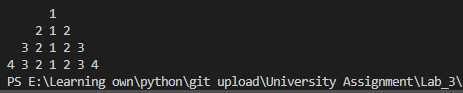 1
    2 1 2
  3 2 1 2 3
4 3 2 1 2 3 4
PS E:\Learning own\python\git upload\University Assignment\Lab_3\